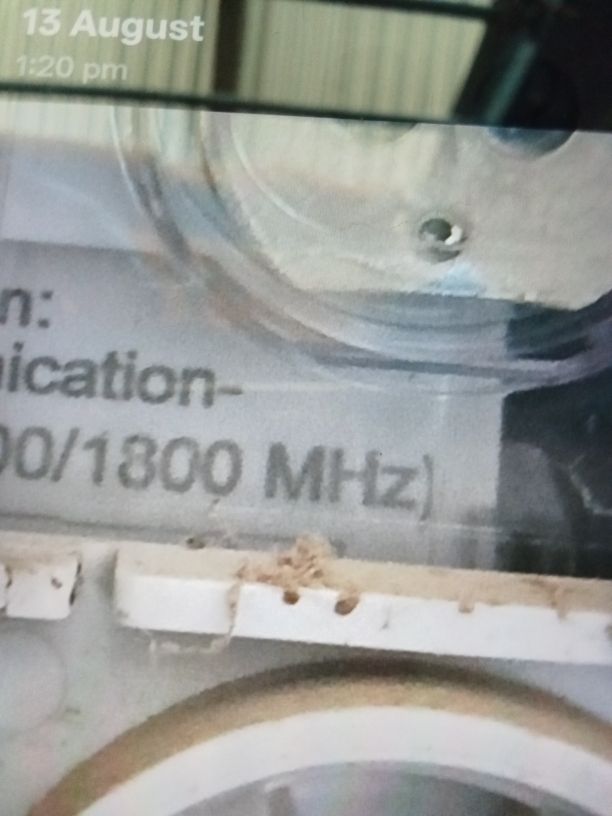 13 August
1:20 pm
n:
ication-
00/1800 MHz)